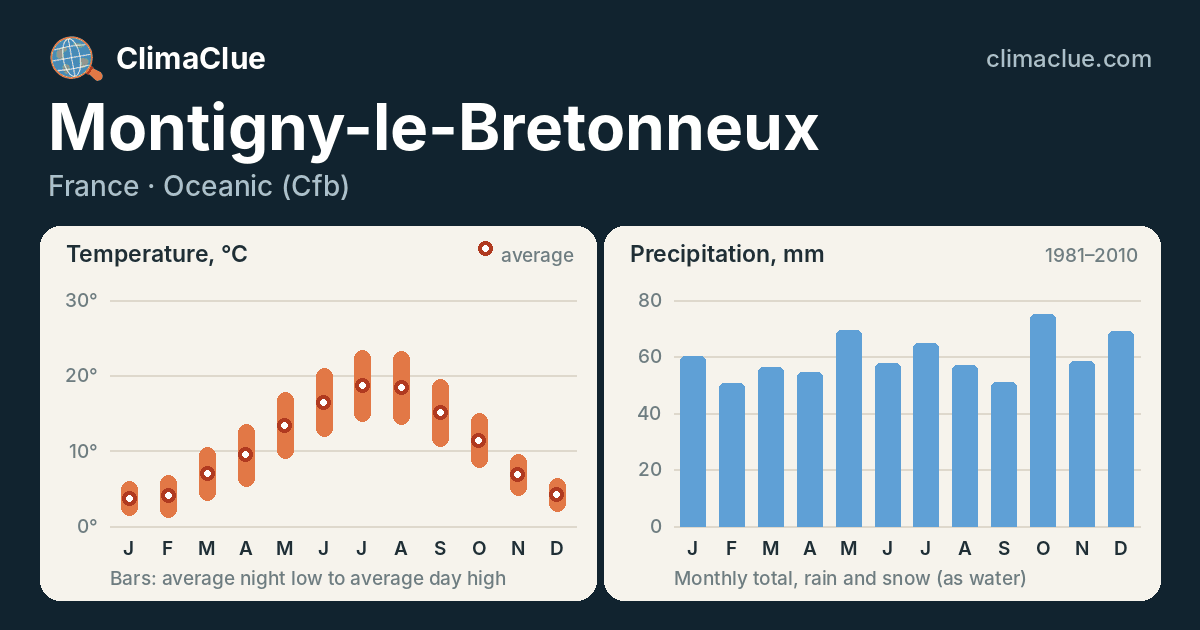 ClimaClue
climaclue.com
Montigny-le-Bretonneux
France · Oceanic (Cfb)
Temperature, °C
average
30°
20°
10°
0°
J F M A M J J A S O N D
Bars: average night low to average day high
Precipitation, mm
1981–2010
80
60
40
20
0
J F M A M J J A S O N D
Monthly total, rain and snow (as water)